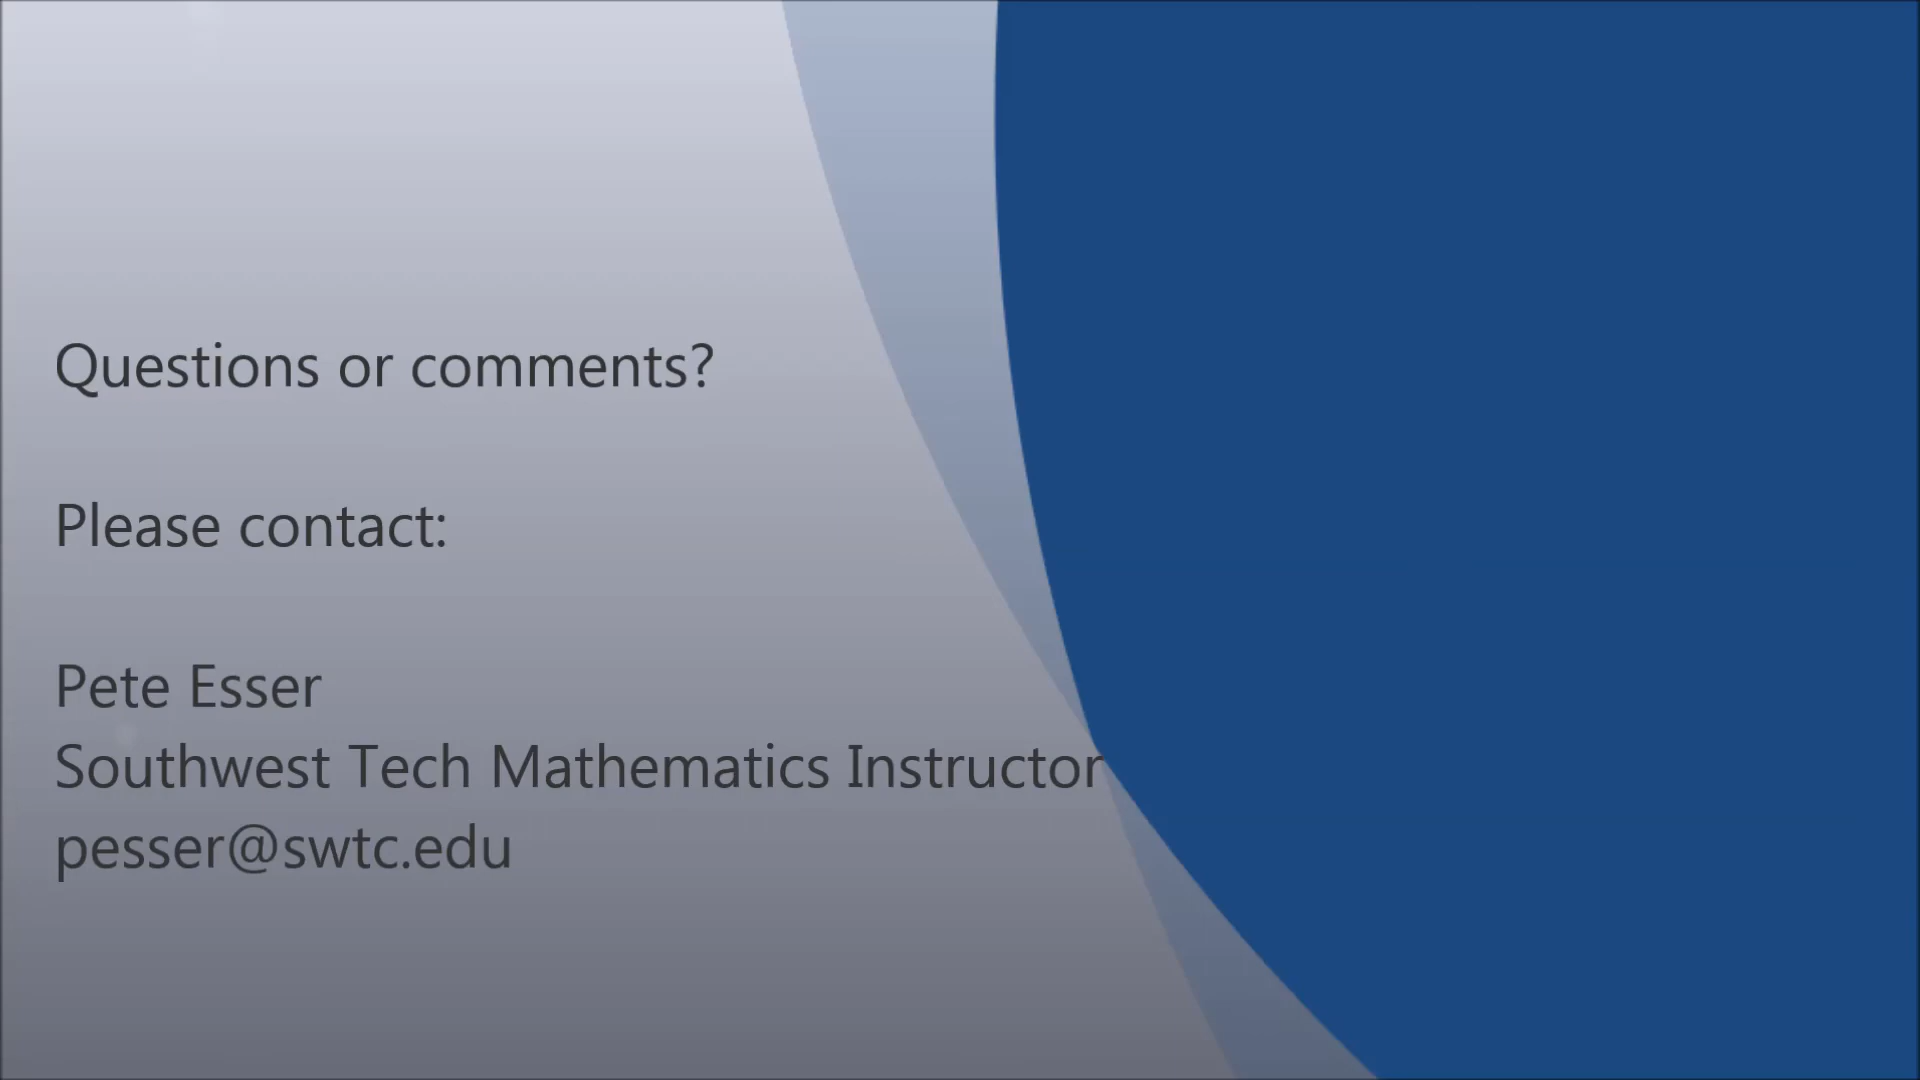 Questions or comments?
Please contact:
Pete Esser
Southwest Tech Mathematics Instructor
pesser@swtc.edu